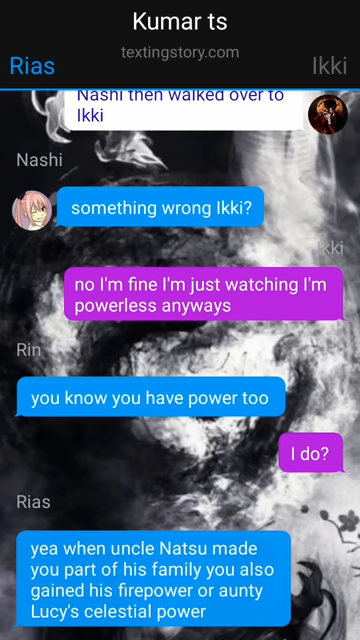 Kumar ts
textingstory.com
Rias
Ikki
Nashi then walked over to
Ikki
Nashi
something wrong Ikki?
Ikki
no I'm fine I'm just watching I'm
powerless anyways
Rin
you know you have power too
I do?
Rias
yea when uncle Natsu made
you part of his family you also
gained his firepower or aunty
Lucy's celestial power